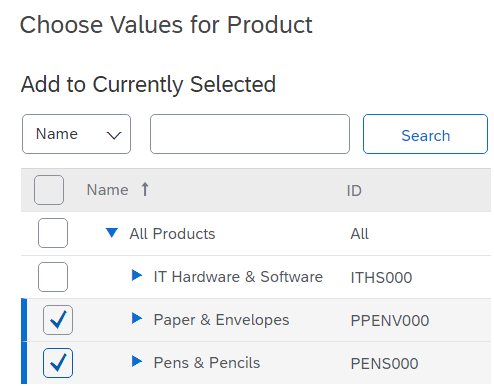 Choose Values for Product
Add to Currently Selected
Name Search
Name ↑ ID
All Products All
IT Hardware & Software ITHS000
Paper & Envelopes PPENV000
Pens & Pencils PENS000